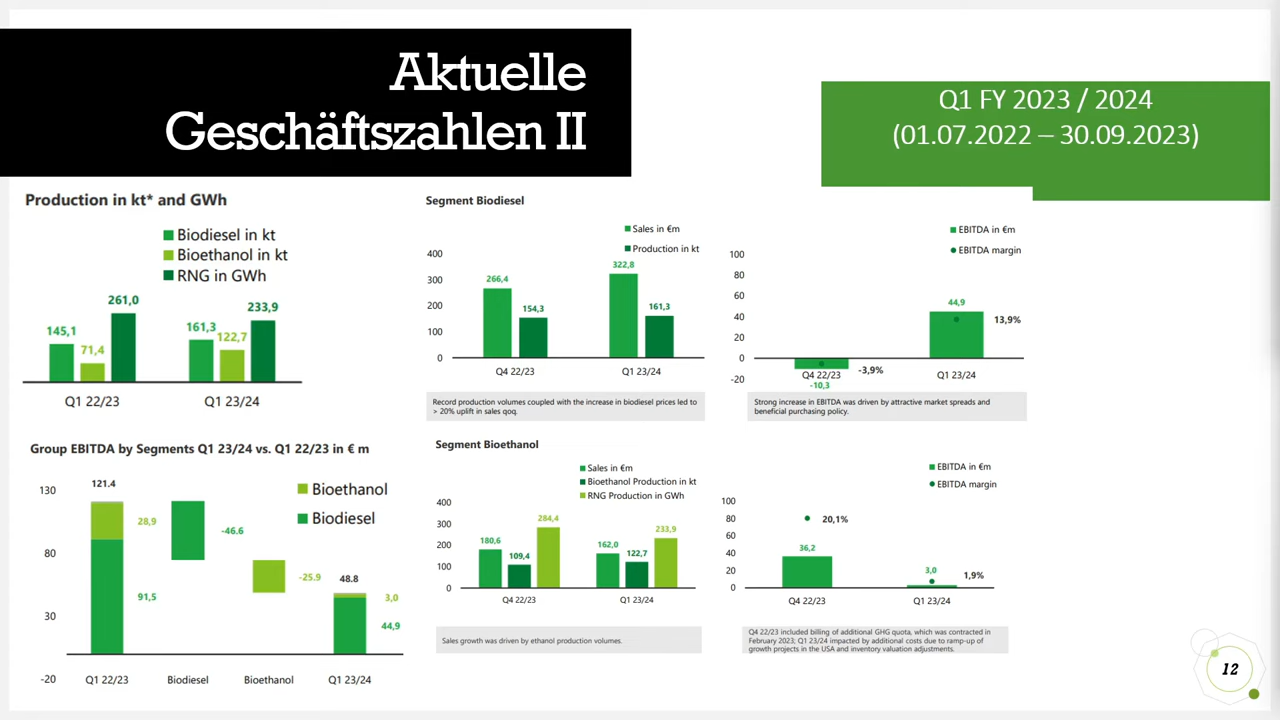 Aktuelle
Geschäftszahlen II
Q1 FY 2023 / 2024
(01.07.2022 – 30.09.2023)
Production in kt* and GWh
Biodiesel in kt
Bioethanol in kt
RNG in GWh
145,1
71,4
261,0
161,3
122,7
233,9
Q1 22/23
Q1 23/24
Segment Biodiesel
Sales in €m
Production in kt
400
300
200
100
0
266,4
154,3
322,8
161,3
Q4 22/23
Q1 23/24
Record production volumes coupled with the increase in biodiesel prices led to
> 20% uplift in sales qoq.
EBITDA in €m
EBITDA margin
100
80
60
40
20
0
-20
44,9
13,9%
-3,9%
Q4 22/23
-10,3
Q1 23/24
Strong increase in EBITDA was driven by attractive market spreads and
beneficial purchasing policy.
Group EBITDA by Segments Q1 23/24 vs. Q1 22/23 in € m
Bioethanol
Biodiesel
130
80
30
-20
121.4
28,9
91,5
-46.6
-25.9
48.8
3,0
44,9
Q1 22/23
Biodiesel
Bioethanol
Q1 23/24
Segment Bioethanol
Sales in €m
Bioethanol Production in kt
RNG Production in GWh
400
300
200
100
0
180,6
109,4
284,4
162,0
122,7
233,9
Q4 22/23
Q1 23/24
Sales growth was driven by ethanol production volumes.
EBITDA in €m
EBITDA margin
100
80
60
40
20
0
20,1%
36,2
3,0
1,9%
Q4 22/23
Q1 23/24
Q4 22/23 included billing of additional GHG quota, which was contracted in
February 2023; Q1 23/24 impacted by additional costs due to ramp-up of
growth projects in the USA and inventory valuation adjustments.
12